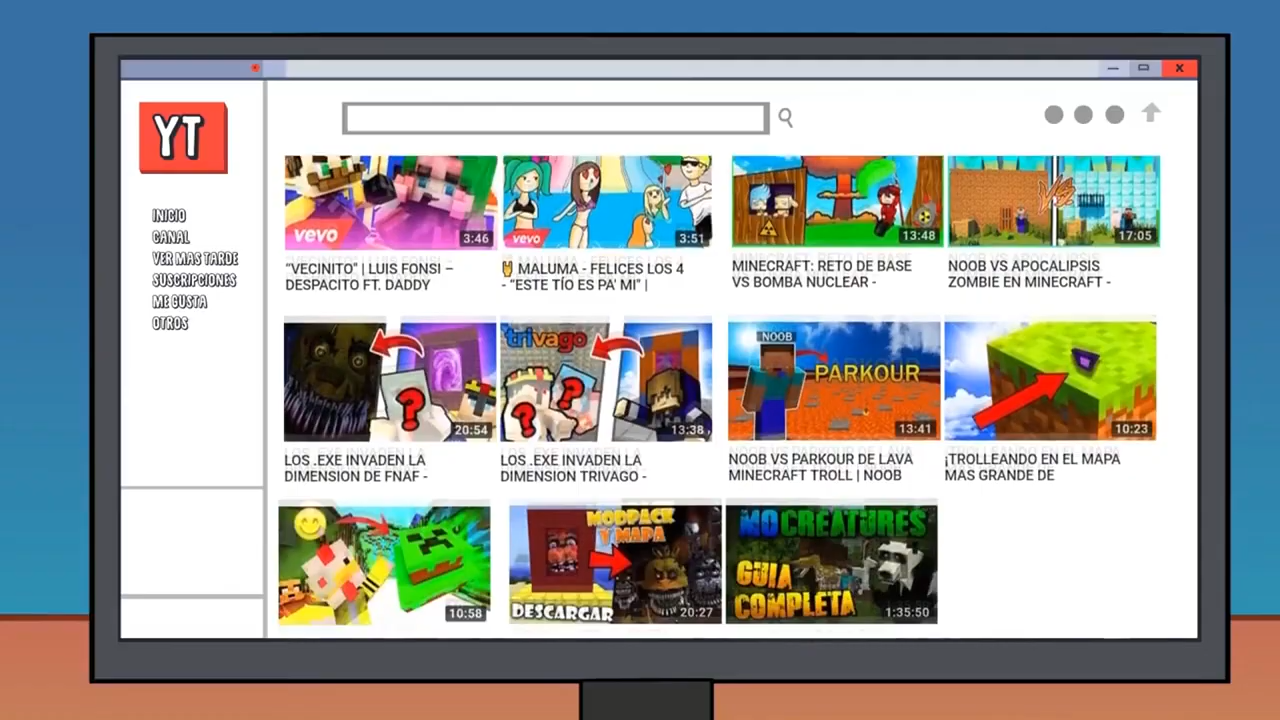 YT
INICIO
CANAL
VER MAS TARDE
SUSCRIPCIONES
ME GUSTA
OTROS
vevo
3:46
vevo
3:51
13:48
VS
17:05
"VECINITO" | LUIS FONSI –
DESPACITO FT. DADDY
MALUMA - FELICES LOS 4
- "ESTE TÍO ES PA' MI" |
MINECRAFT: RETO DE BASE
VS BOMBA NUCLEAR -
NOOB VS APOCALIPSIS
ZOMBIE EN MINECRAFT -
?
20:54
trivago
? ?
13:38
NOOB
PARKOUR
13:41
10:23
LOS .EXE INVADEN LA
DIMENSION DE FNAF -
LOS .EXE INVADEN LA
DIMENSION TRIVAGO -
NOOB VS PARKOUR DE LAVA
MINECRAFT TROLL | NOOB
¡TROLLEANDO EN EL MAPA
MAS GRANDE DE
10:58
MODPACK
Y MAPA
DESCARGAR
20:27
MOCREATURES
GUIA
COMPLETA
1:35:50